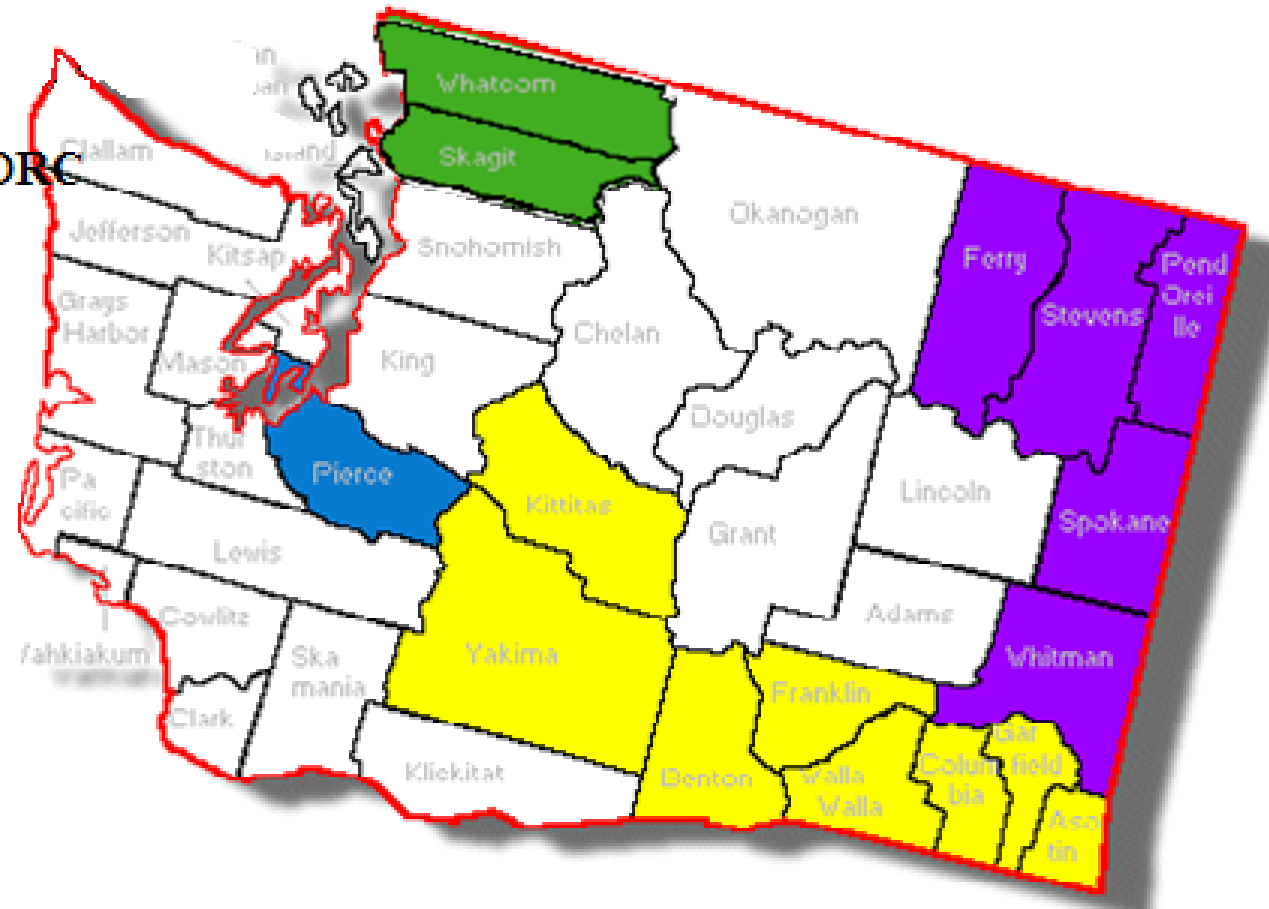 Whatcom
Skagit
Clallam
Island
ORC
Okanogan
Jefferson
Kitsap
Snohomish
Ferry
Pend
Orei
lle
Stevens
Grays
Harbor
Chelan
Mason
King
Douglas
Thur
ston
Pierce
Pa
cific
Kittitas
Lincoln
Grant
Spokane
Lewis
Adams
Cowlitz
/ahkiakum
Ska
mania
Yakima
Whitman
Franklin
Clark
Gar
field
Klickitat
Benton
Walla
Walla
Colum
bia
Aso
tin